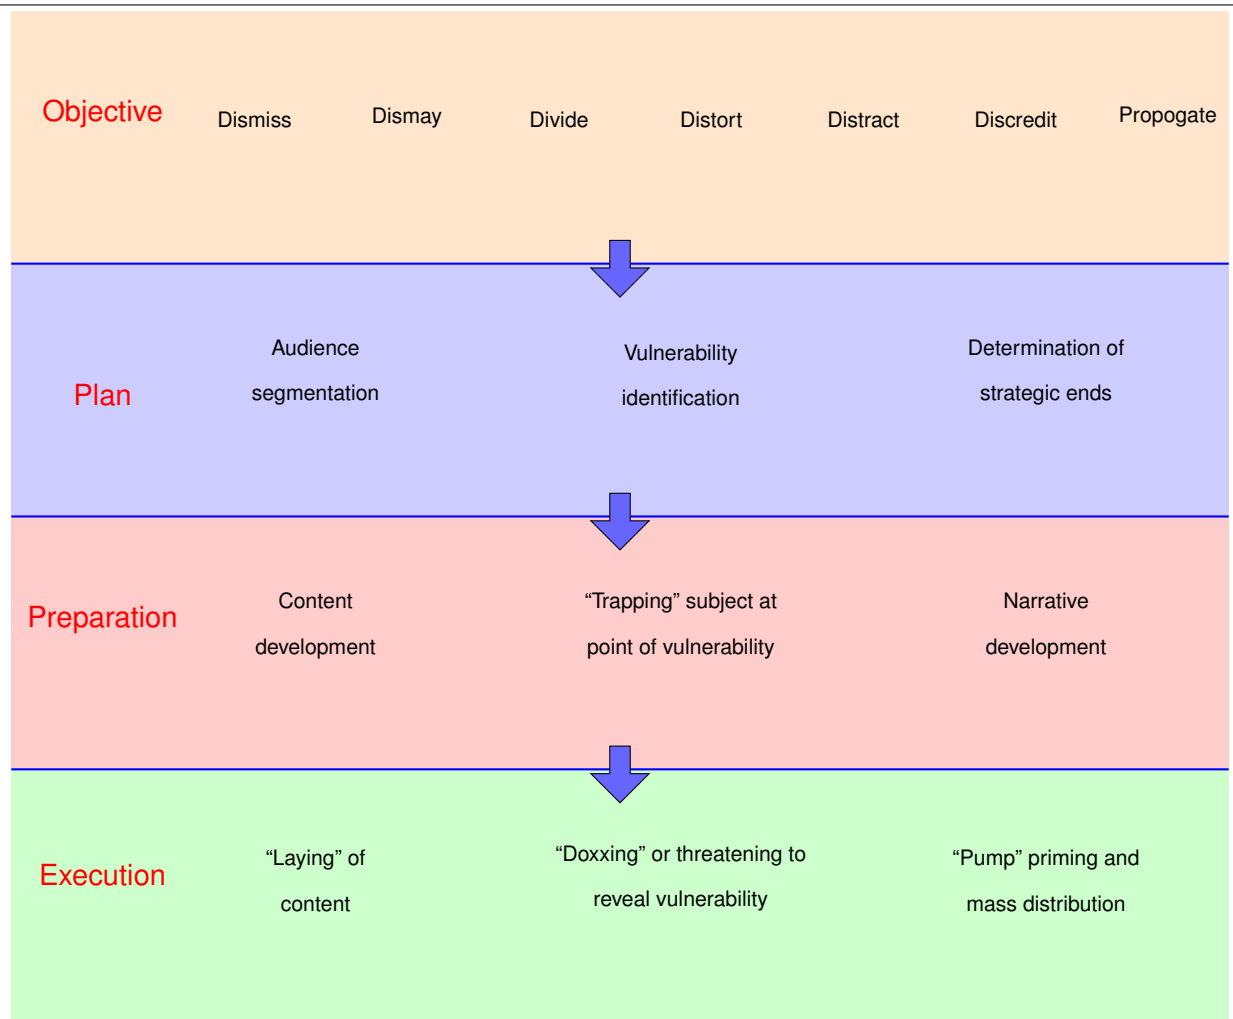 Objective
Dismiss
Dismay
Divide
Distort
Distract
Discredit
Propogate
Plan
Audience
segmentation
Vulnerability
identification
Determination of
strategic ends
Preparation
Content
development
“Trapping” subject at
point of vulnerability
Narrative
development
Execution
“Laying” of
content
“Doxxing” or threatening to
reveal vulnerability
“Pump” priming and
mass distribution